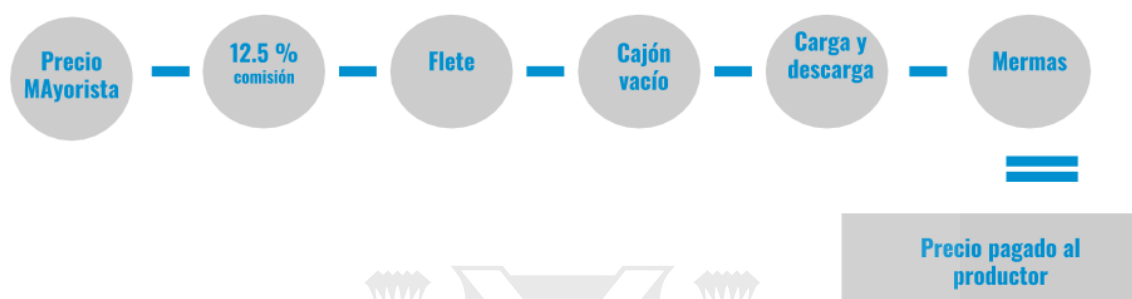 Precio
MAyorista
12.5 %
comisión
Flete
Cajón
vacío
Carga y
descarga
Mermas
Precio pagado al
productor